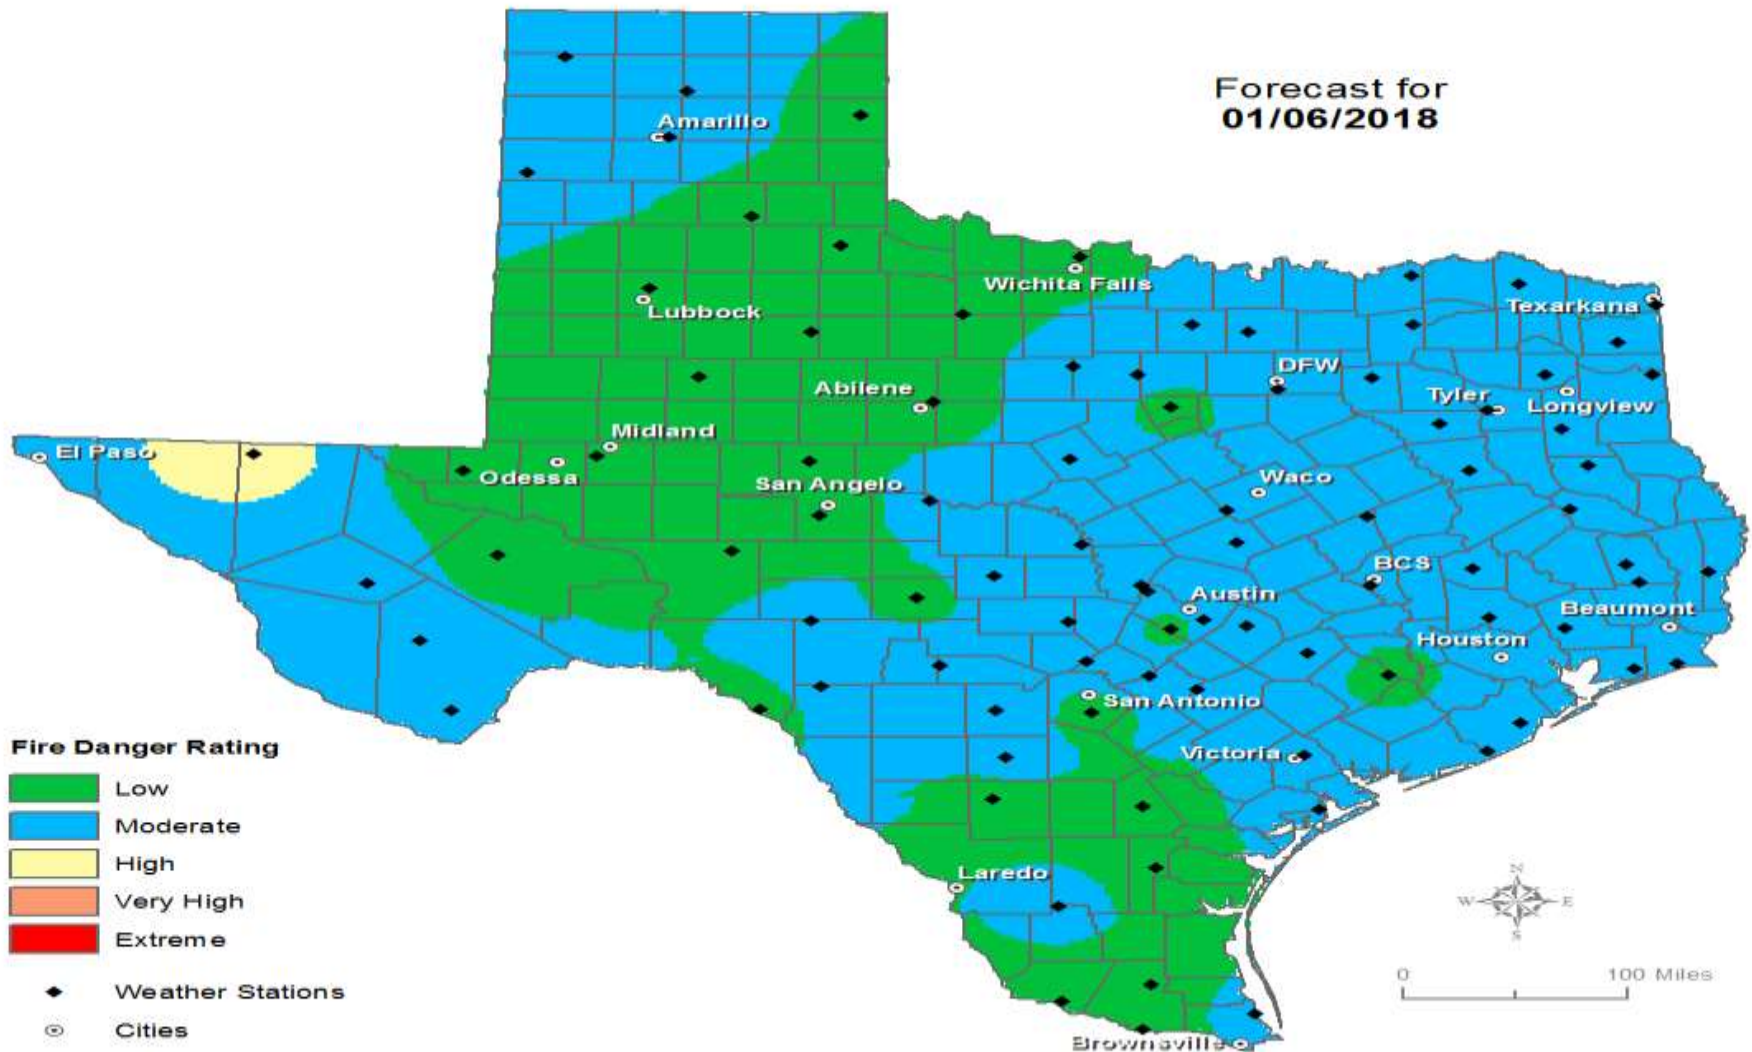 Forecast for
01/06/2018
Amarillo
Wichita Falls
Lubbock
Texarkana
DFW
Abilene
Tyler
Longview
Midland
El Paso
Odessa
San Angelo
Waco
BCS
Austin
Beaumont
Houston
San Antonio
Victoria
Laredo
Brownsville
Fire Danger Rating
Low
Moderate
High
Very High
Extreme
Weather Stations
Cities
N
W E
S
0 100 Miles